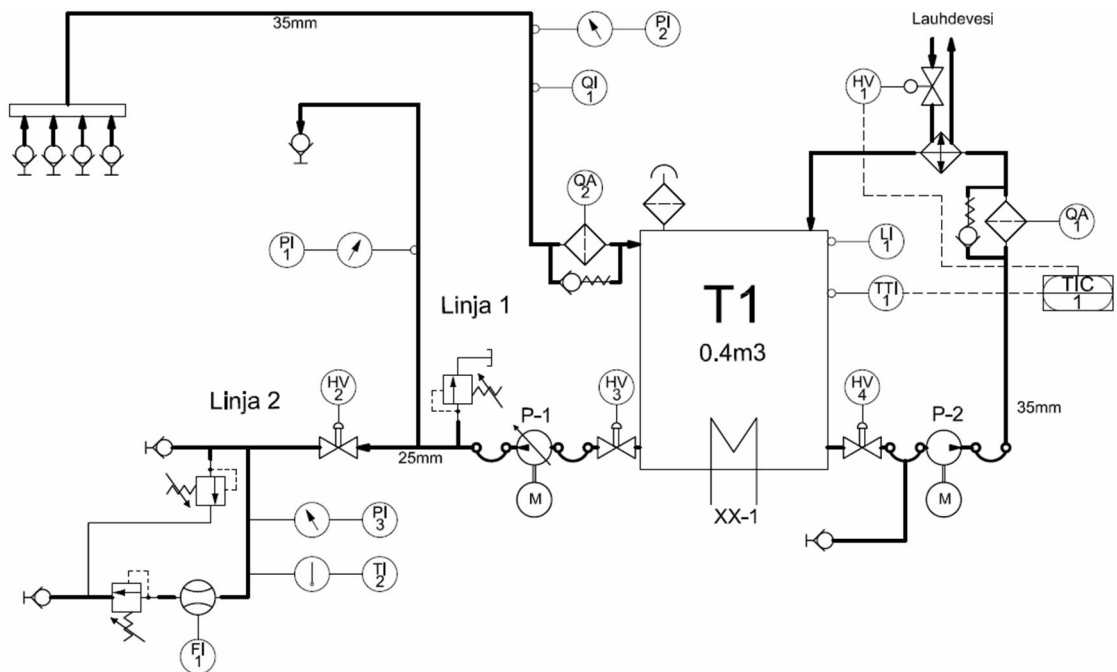 35mm
PI
2
Lauhdevesi
QI
1
HV
1
QA
2
QA
1
PI
1
LI
1
TTI
1
TIC
1
T1
0.4m3
Linja 1
Linja 2
HV
2
HV
3
HV
4
P-1
P-2
35mm
25mm
M
M
XX-1
PI
3
TI
2
FI
1